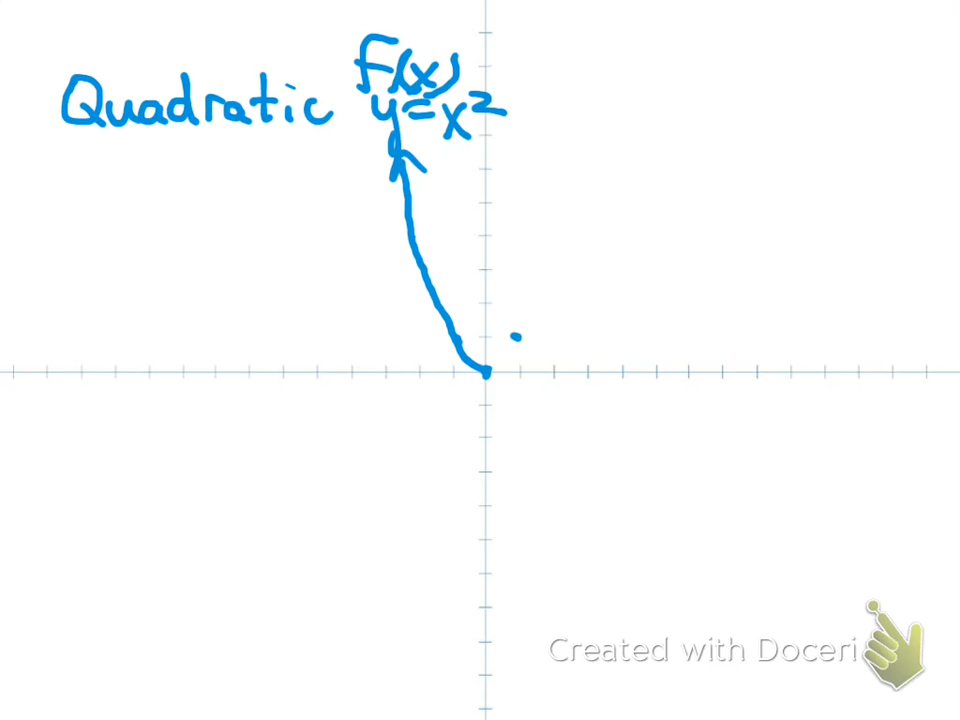 F(x)
Quadratic y=x²
Created with Doceri